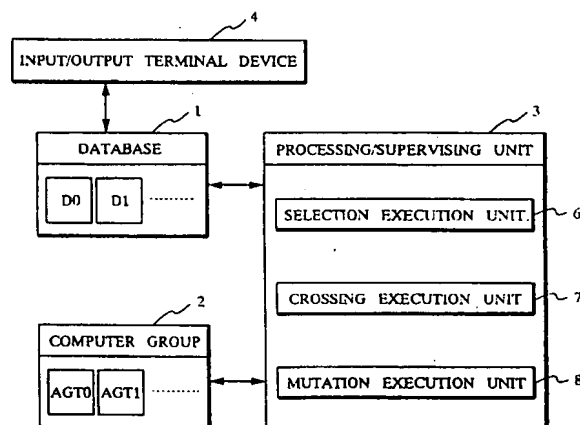 4
INPUT/OUTPUT TERMINAL DEVICE
1
DATABASE
D0 D1 ........
3
PROCESSING/SUPERVISING UNIT
SELECTION EXECUTION UNIT.
6
CROSSING EXECUTION UNIT
7
MUTATION EXECUTION UNIT
8
2
COMPUTER GROUP
AGT0 AGT1 ........